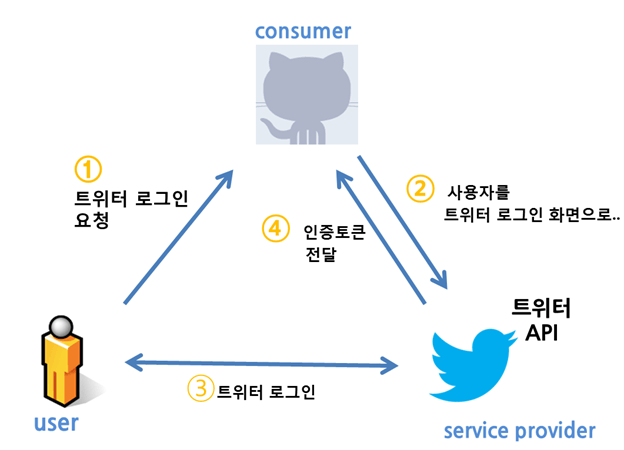 consumer
①
트위터 로그인
요청
②
사용자를
트위터 로그인 화면으로..
④
인증토큰
전달
트위터
API
③트위터 로그인
user
service provider